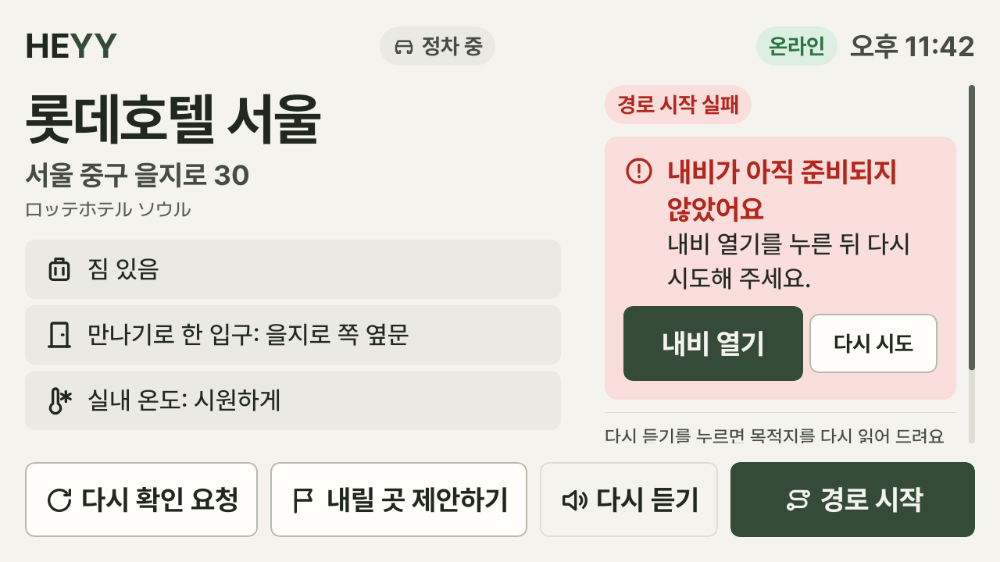 HEYY
정차 중
온라인
오후 11:42
롯데호텔 서울
서울 중구 을지로 30
ロッテホテル ソウル
짐 있음
만나기로 한 입구: 을지로 쪽 옆문
실내 온도: 시원하게
경로 시작 실패
내비가 아직 준비되지
않았어요
내비 열기를 누른 뒤 다시
시도해 주세요.
내비 열기
다시 시도
다시 듣기를 누르면 목적지를 다시 읽어 드려요
다시 확인 요청
내릴 곳 제안하기
다시 듣기
경로 시작